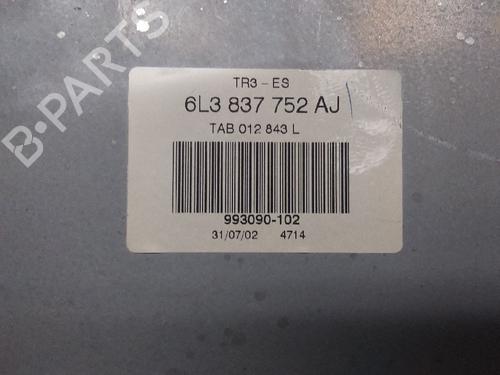 B-PARTS
TR3 - ES
6L3 837 752 AJ
TAB 012 843 L
993090-102
31/07/02 4714